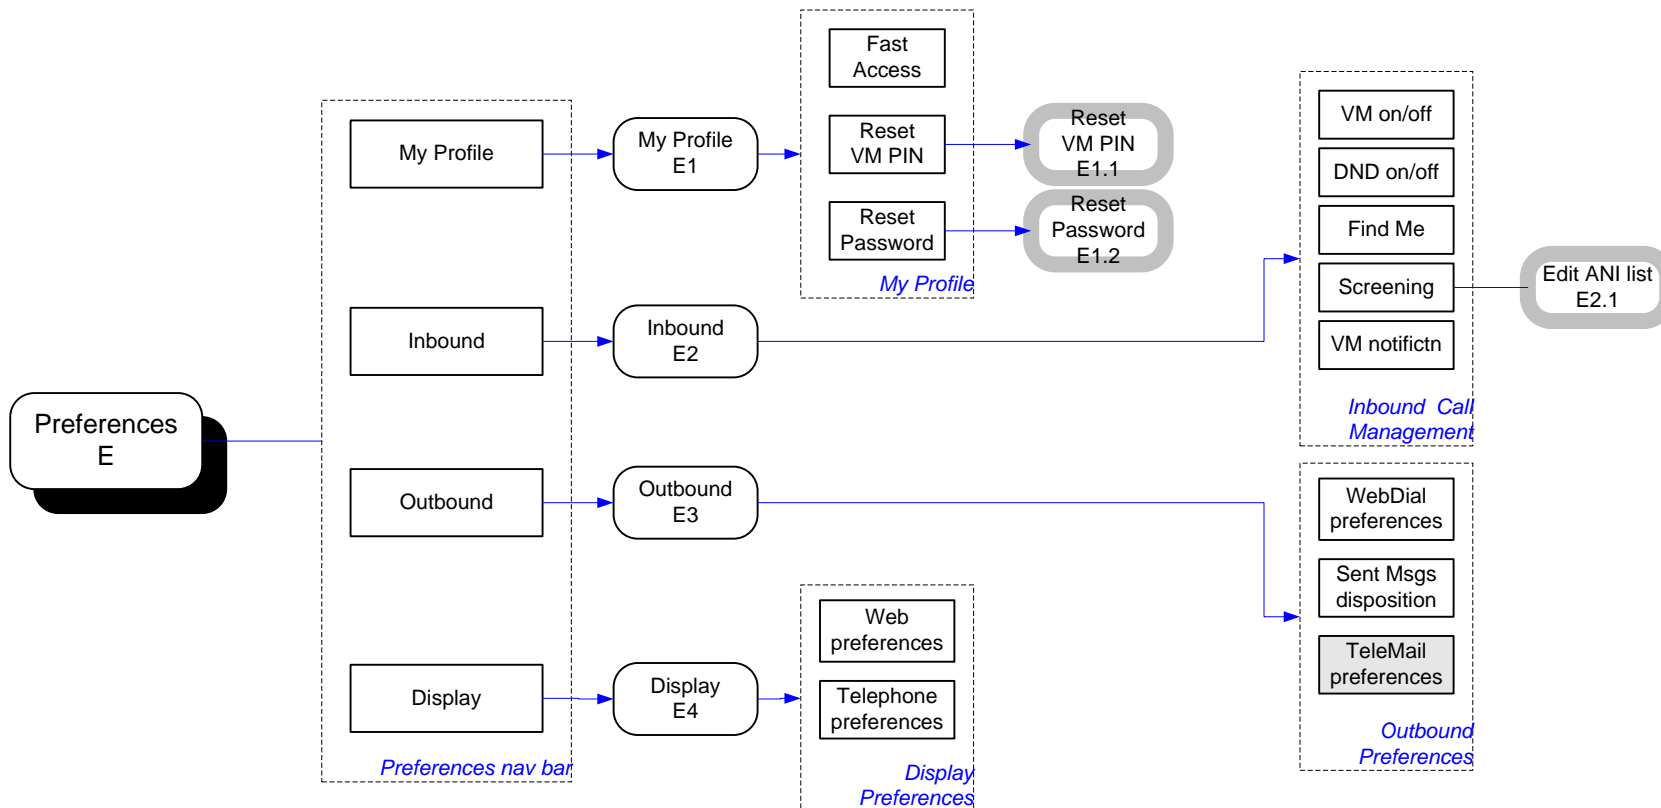 Preferences
E
My Profile
Inbound
Outbound
Display
Preferences nav bar
My Profile
E1
Inbound
E2
Outbound
E3
Display
E4
Fast
Access
Reset
VM PIN
Reset
Password
My Profile
Reset
VM PIN
E1.1
Reset
Password
E1.2
Web
preferences
Telephone
preferences
Display
Preferences
VM on/off
DND on/off
Find Me
Screening
VM notifictn
Inbound Call
Management
Edit ANI list
E2.1
WebDial
preferences
Sent Msgs
disposition
TeleMail
preferences
Outbound
Preferences